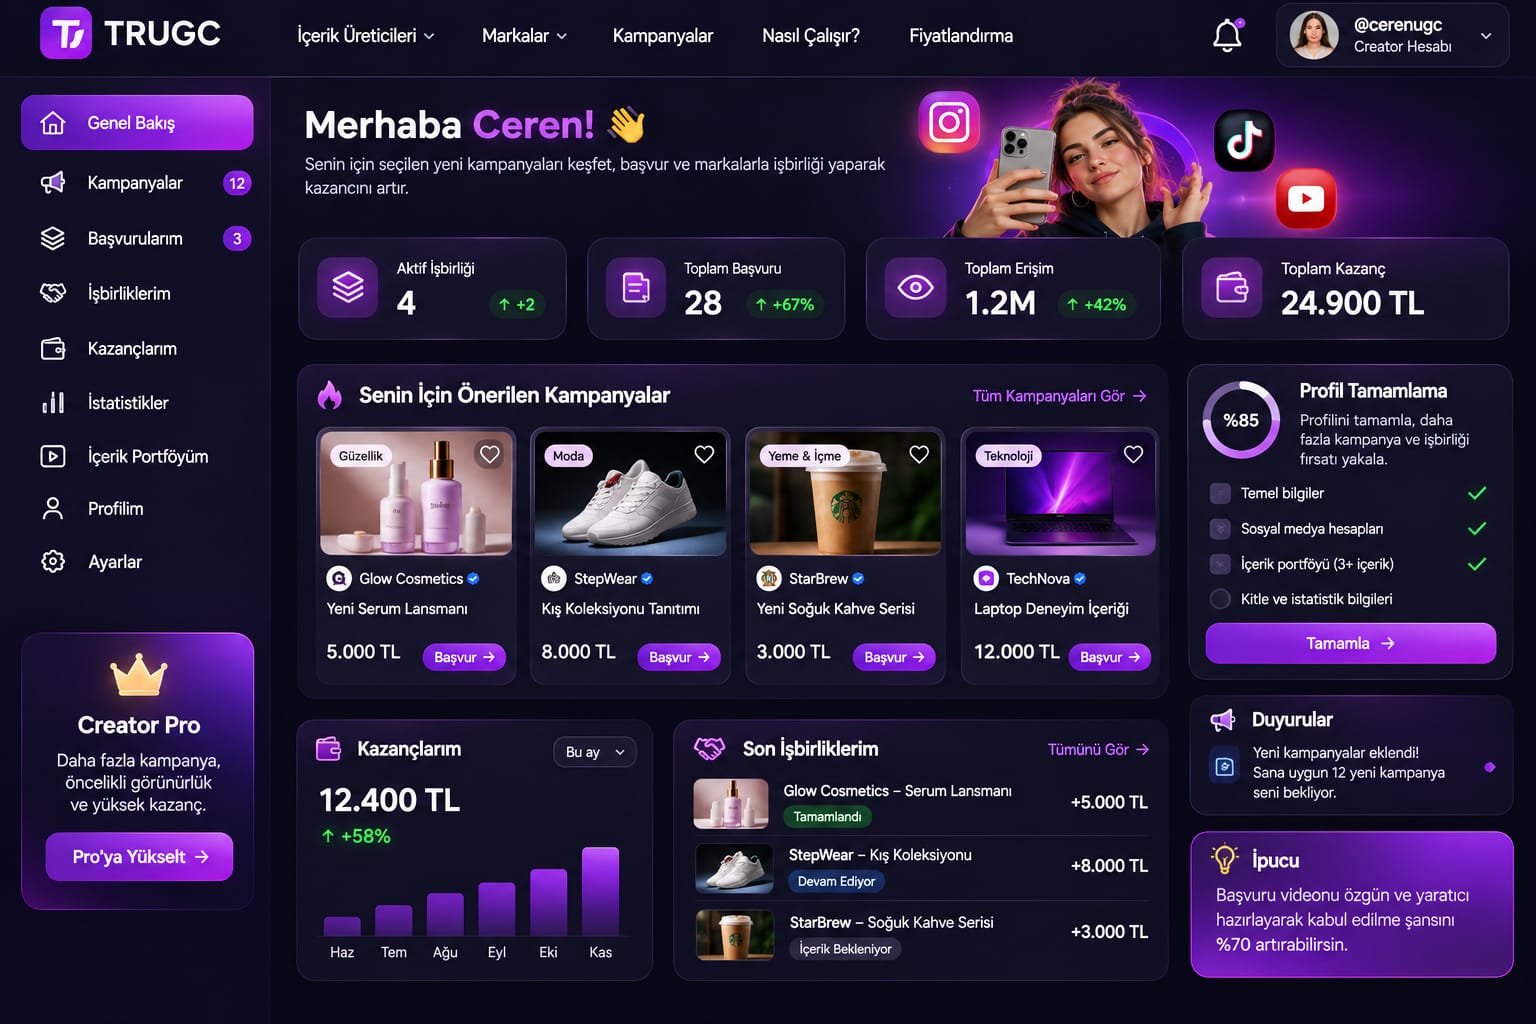 TRUGC
İçerik Üreticileri
Markalar
Kampanyalar
Nasıl Çalışır?
Fiyatlandırma
@cerenugc
Creator Hesabı
Genel Bakış
Kampanyalar 12
Başvurularım 3
İşbirliklerim
Kazançlarım
İstatistikler
İçerik Portföyüm
Profilim
Ayarlar
Creator Pro
Daha fazla kampanya,
öncelikli görünürlük
ve yüksek kazanç.
Pro'ya Yükselt →
Merhaba Ceren! 👋
Senin için seçilen yeni kampanyaları keşfet, başvur ve markalarla işbirliği yaparak
kazancını artır.
Aktif İşbirliği
4 ↑ +2
Toplam Başvuru
28 ↑ +67%
Toplam Erişim
1.2M ↑ +42%
Toplam Kazanç
24.900 TL
Senin İçin Önerilen Kampanyalar
Tüm Kampanyaları Gör →
Güzellik
Glow Cosmetics
Yeni Serum Lansmanı
5.000 TL
Başvur →
Moda
StepWear
Kış Koleksiyonu Tanıtımı
8.000 TL
Başvur →
Yeme & İçme
StarBrew
Yeni Soğuk Kahve Serisi
3.000 TL
Başvur →
Teknoloji
TechNova
Laptop Deneyim İçeriği
12.000 TL
Başvur →
%85
Profil Tamamlama
Profilini tamamla, daha
fazla kampanya ve işbirliği
fırsatı yakala.
Temel bilgiler
Sosyal medya hesapları
İçerik portföyü (3+ içerik)
Kitle ve istatistik bilgileri
Tamamla →
Kazançlarım
Bu ay
12.400 TL
↑ +58%
Haz Tem Ağu Eyl Eki Kas
Son İşbirliklerim
Tümünü Gör →
Glow Cosmetics – Serum Lansmanı
Tamamlandı
+5.000 TL
StepWear – Kış Koleksiyonu
Devam Ediyor
+8.000 TL
StarBrew – Soğuk Kahve Serisi
İçerik Bekleniyor
+3.000 TL
Duyurular
Yeni kampanyalar eklendi!
Sana uygun 12 yeni kampanya
seni bekliyor.
İpucu
Başvuru videonu özgün ve yaratıcı
hazırlayarak kabul edilme şansını
%70 artırabilirsin.